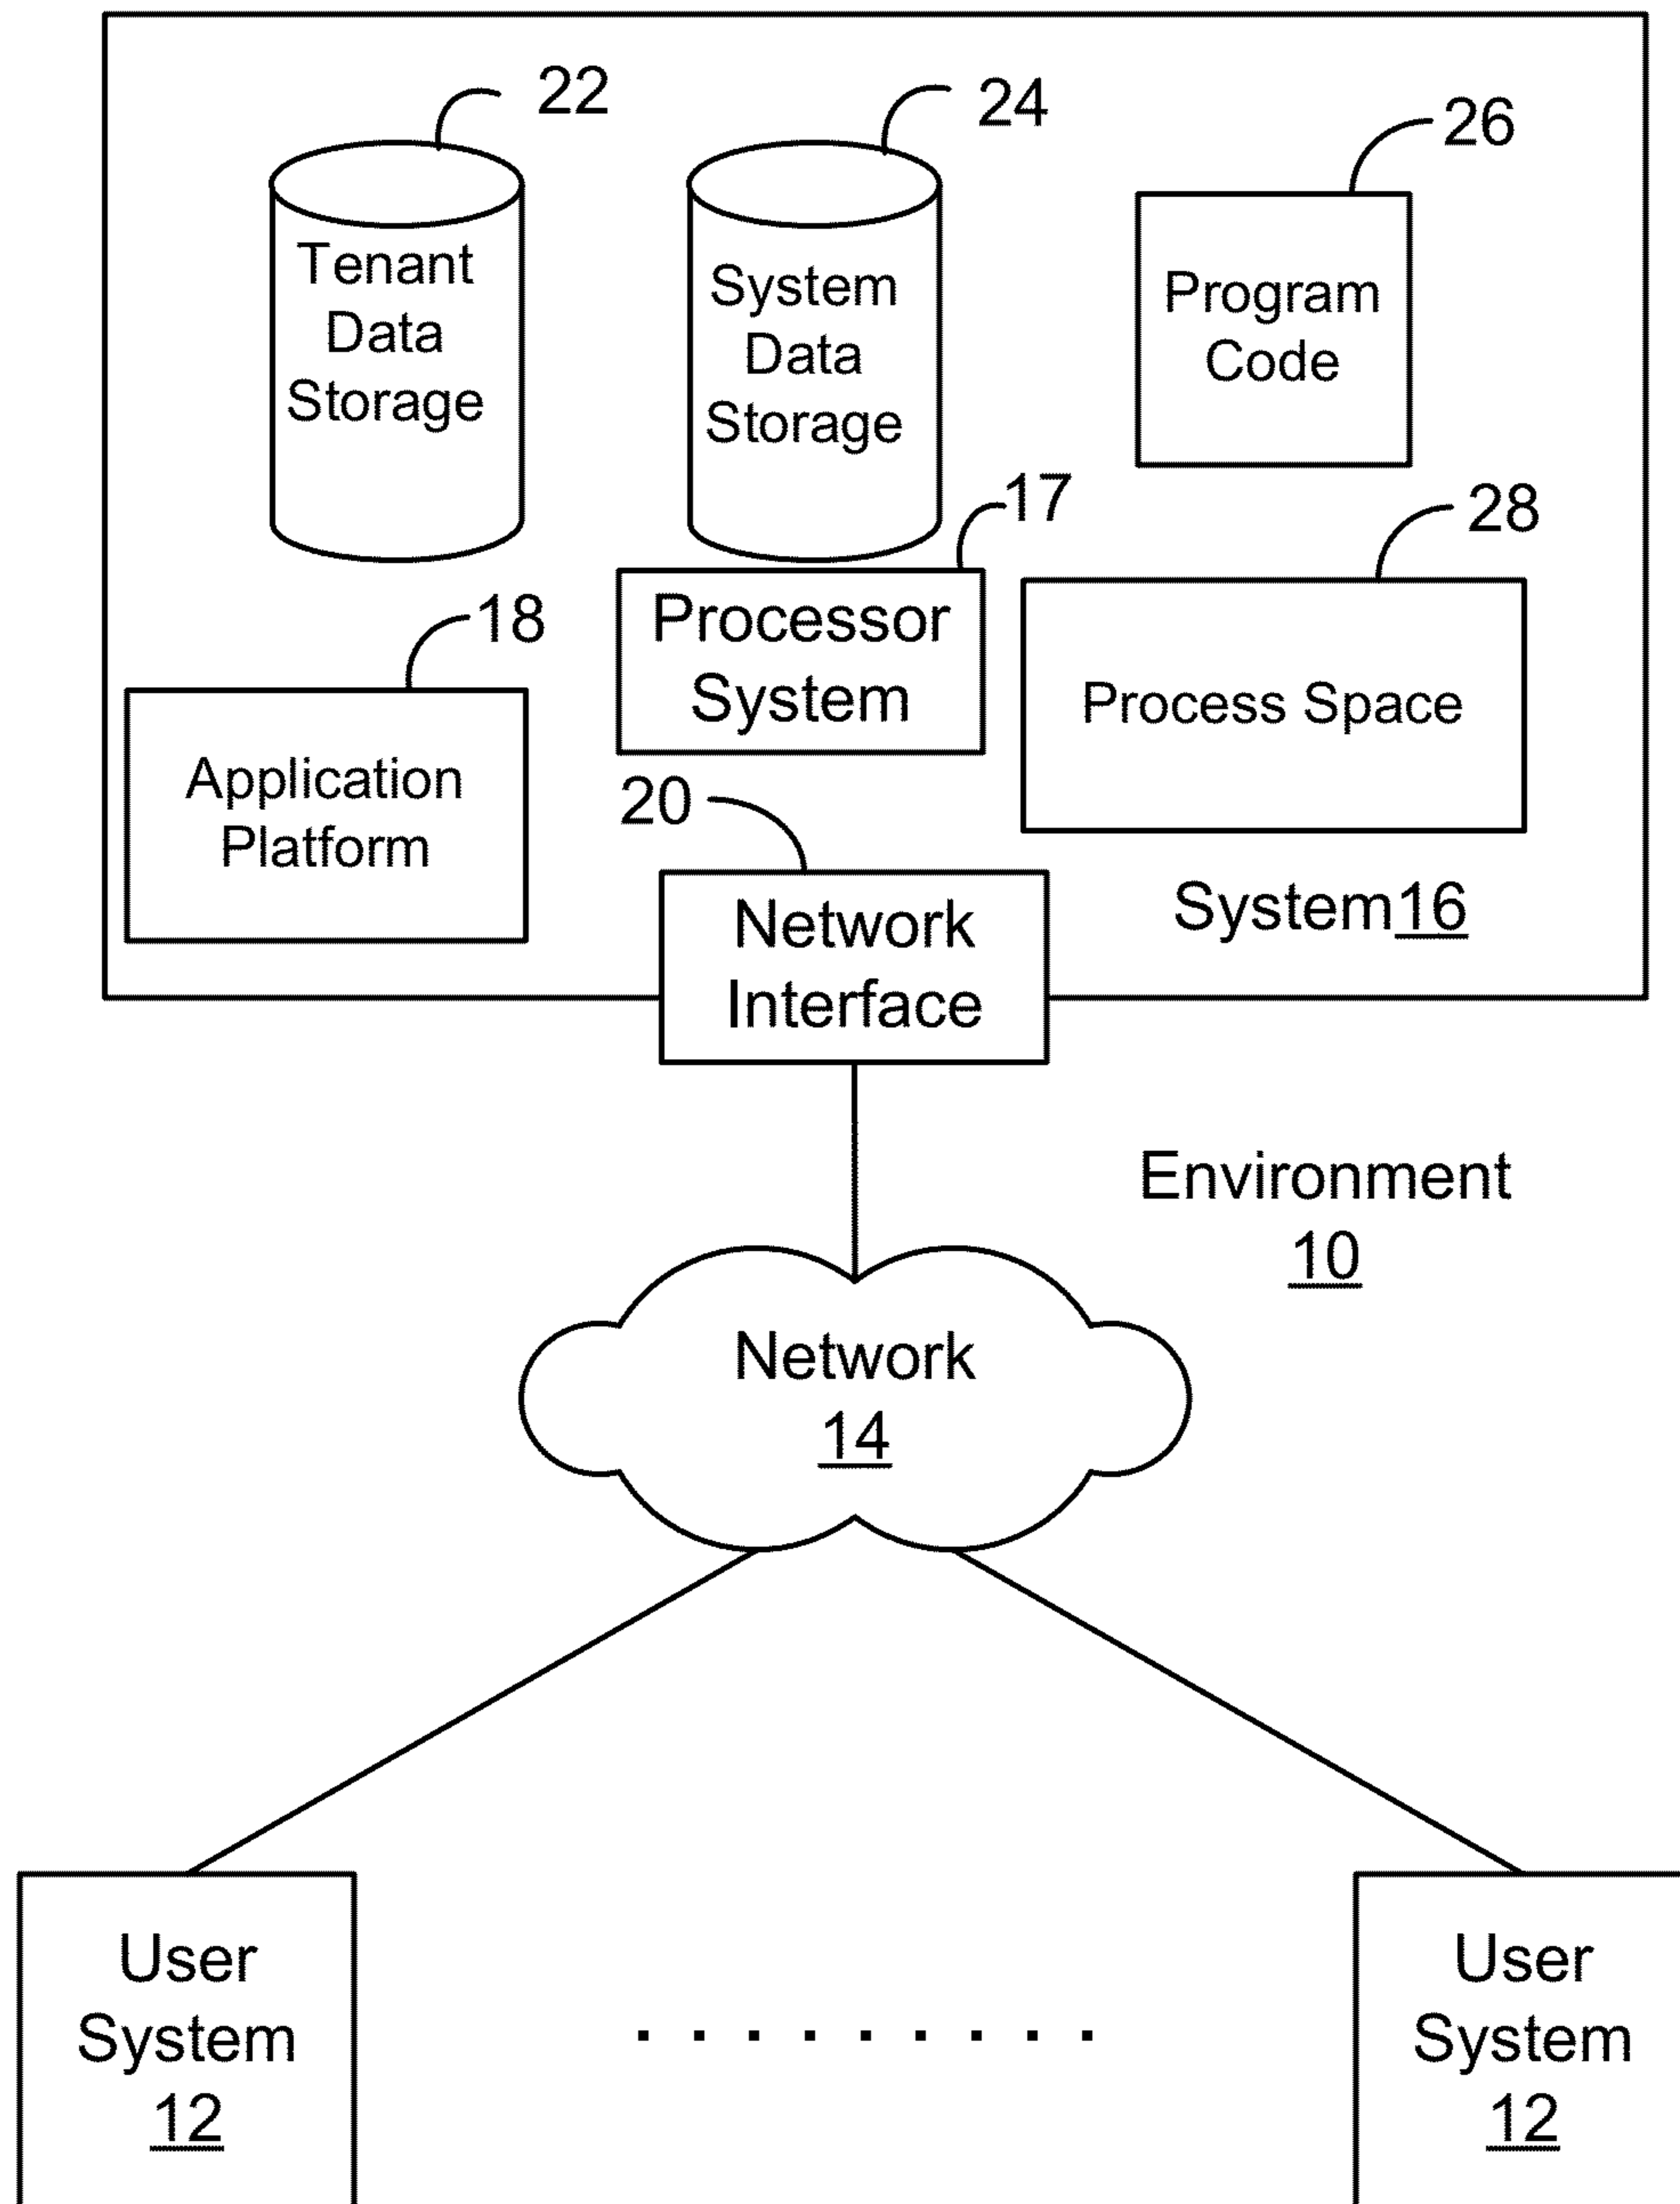 22
24
26
Tenant
Data
Storage
System
Data
Storage
Program
Code
17
28
18
Processor
System
Process Space
Application
Platform
20
Network
Interface
System16
Environment
10
Network
14
User
System
12
. . . . . . . . .
User
System
12